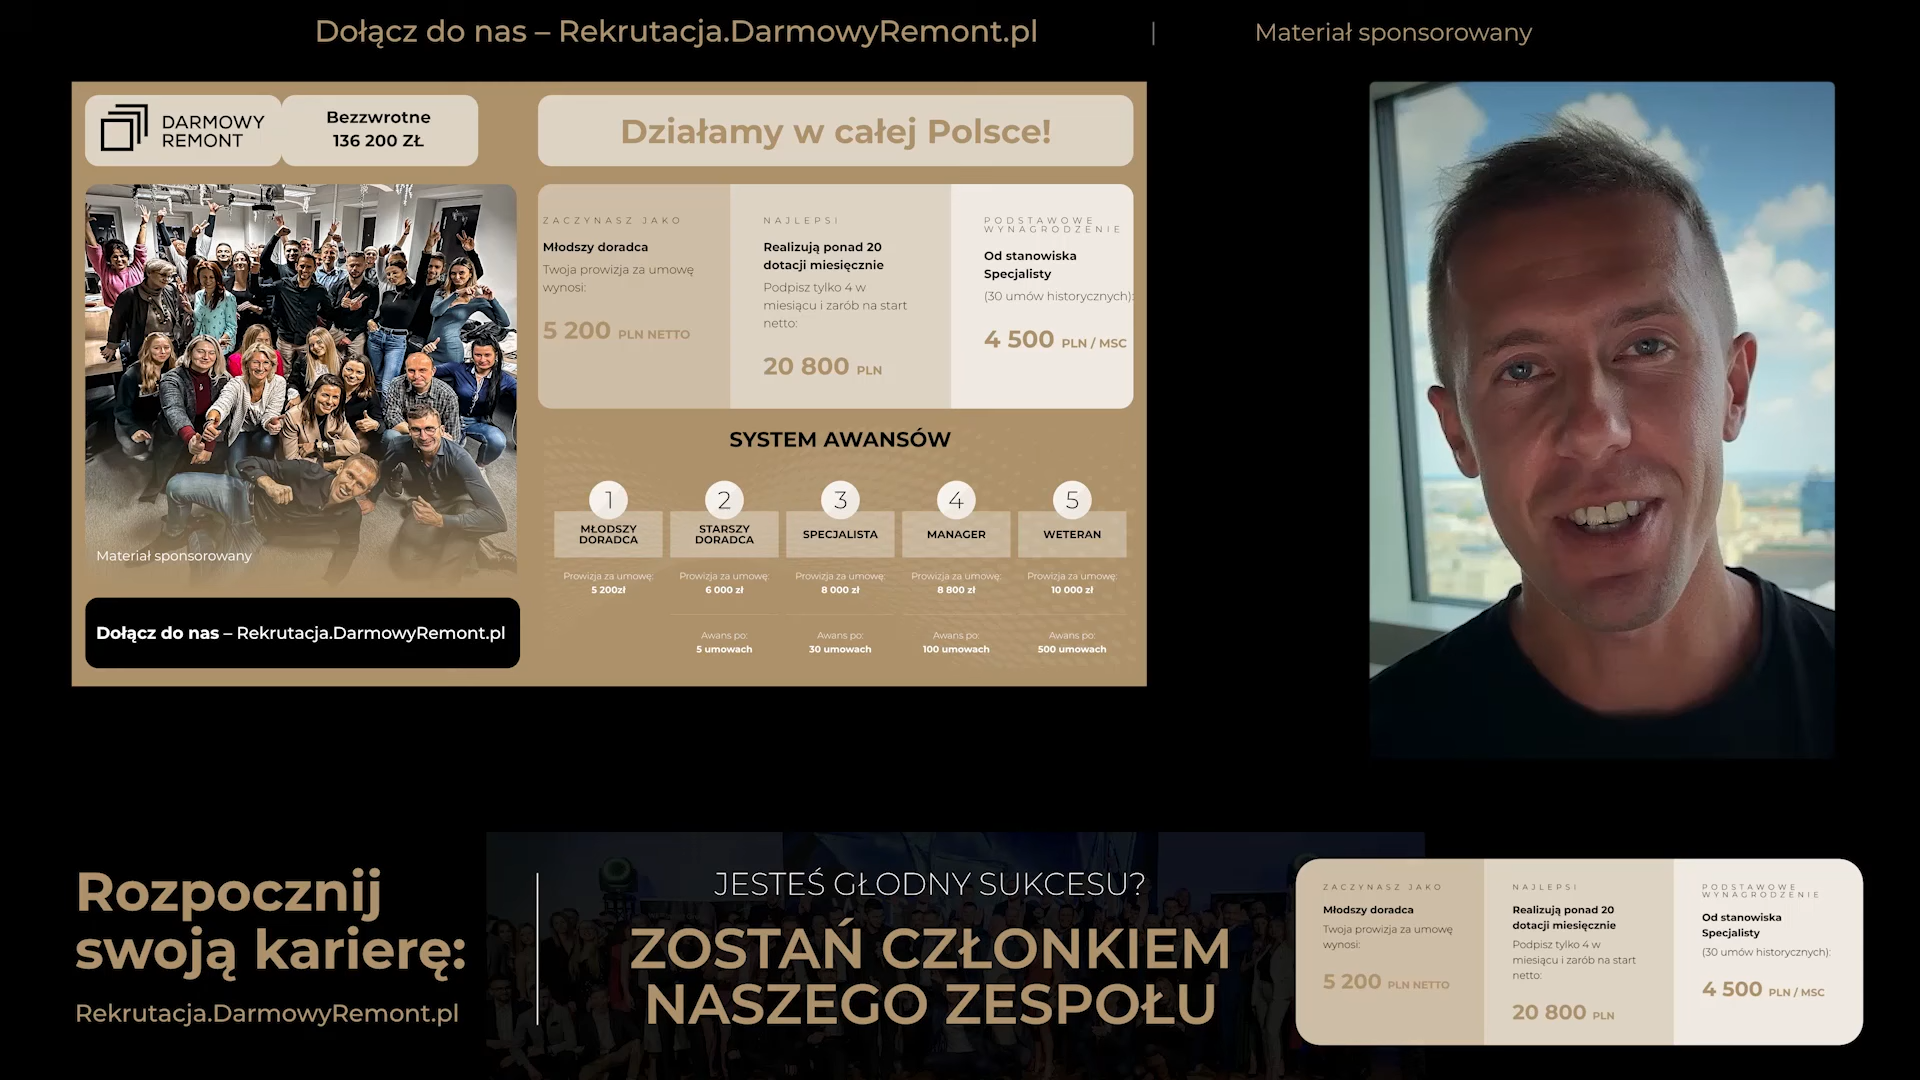 Dołącz do nas – Rekrutacja.DarmowyRemont.pl
Materiał sponsorowany
DARMOWY
REMONT
Bezzwrotne
136 200 ZŁ
Działamy w całej Polsce!
ZACZYNASZ JAKO
Młodszy doradca
Twoja prowizja za umowę
wynosi:
5 200 PLN NETTO
NAJLEPSI
Realizują ponad 20
dotacji miesięcznie
Podpisz tylko 4 w
miesiącu i zarób na start
netto:
20 800 PLN
PODSTAWOWE
WYNAGRODZENIE
Od stanowiska
Specjalisty
(30 umów historycznych):
4 500 PLN / MSC
Materiał sponsorowany
Dołącz do nas – Rekrutacja.DarmowyRemont.pl
SYSTEM AWANSÓW
1
MŁODSZY
DORADCA
Prowizja za umowę:
5 200zł
2
STARSZY
DORADCA
Prowizja za umowę:
6 000 zł
Awans po:
5 umowach
3
SPECJALISTA
Prowizja za umowę:
8 000 zł
Awans po:
30 umowach
4
MANAGER
Prowizja za umowę:
8 800 zł
Awans po:
100 umowach
5
WETERAN
Prowizja za umowę:
10 000 zł
Awans po:
500 umowach
Rozpocznij
swoją karierę:
Rekrutacja.DarmowyRemont.pl
JESTEŚ GŁODNY SUKCESU?
ZOSTAŃ CZŁONKIEM
NASZEGO ZESPOŁU
ZACZYNASZ JAKO
Młodszy doradca
Twoja prowizja za umowę
wynosi:
5 200 PLN NETTO
NAJLEPSI
Realizują ponad 20
dotacji miesięcznie
Podpisz tylko 4 w
miesiącu i zarób na start
netto:
20 800 PLN
PODSTAWOWE
WYNAGRODZENIE
Od stanowiska
Specjalisty
(30 umów historycznych):
4 500 PLN / MSC